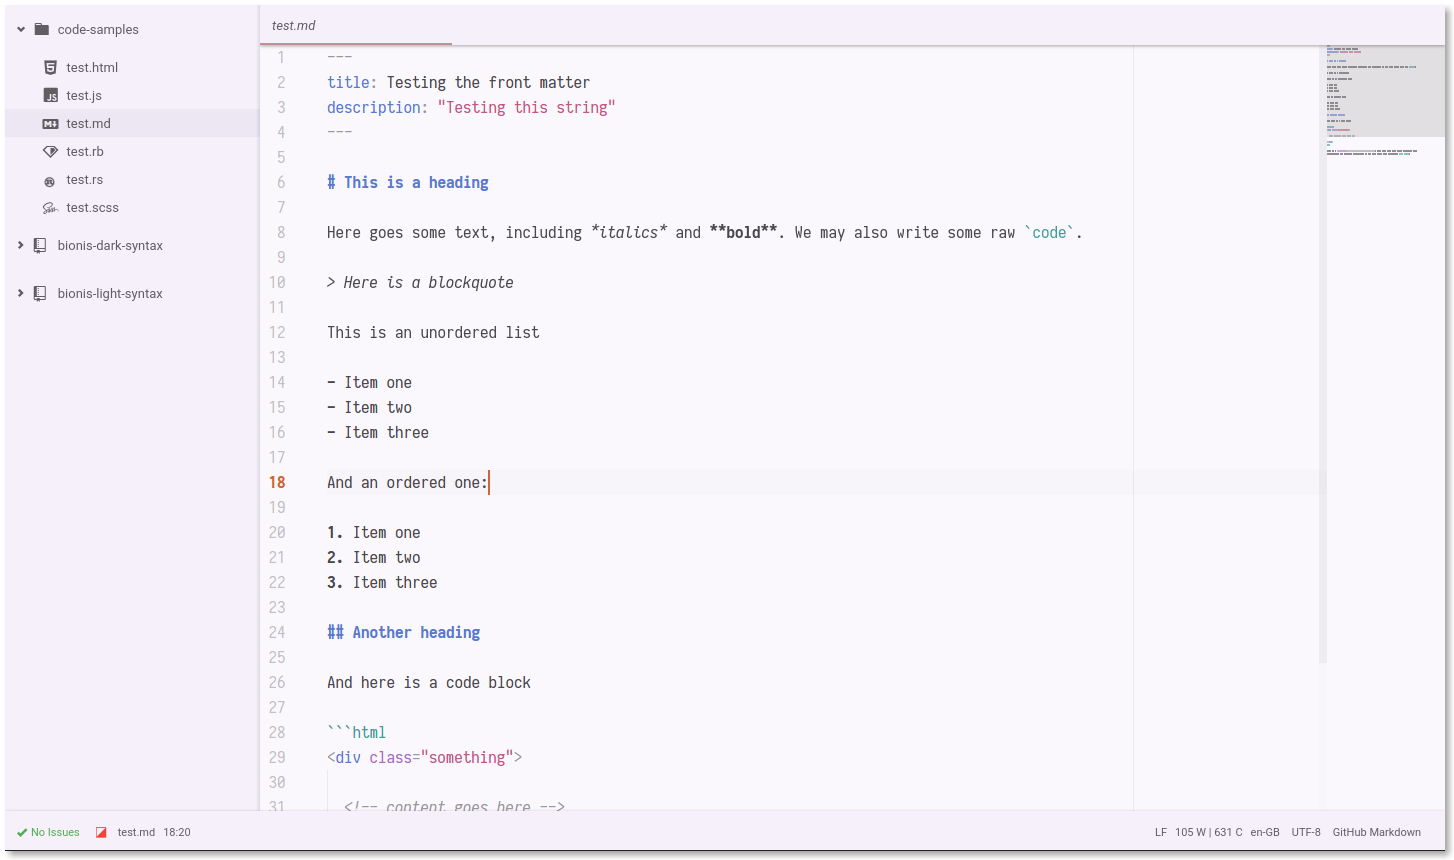 code-samples
test.html
test.js
test.md
test.rb
test.rs
test.scss
bionis-dark-syntax
bionis-light-syntax
test.md
1 ---
2 title: Testing the front matter
3 description: "Testing this string"
4 ---
5
6 # This is a heading
7
8 Here goes some text, including *italics* and **bold**. We may also write some raw `code`.
9
10 > Here is a blockquote
11
12 This is an unordered list
13
14 - Item one
15 - Item two
16 - Item three
17
18 And an ordered one:
19
20 1. Item one
21 2. Item two
22 3. Item three
23
24 ## Another heading
25
26 And here is a code block
27
28 ```html
29 <div class="something">
30
31 <!-- content goes here -->
No Issues test.md 18:20 LF 105 W | 631 C en-GB UTF-8 GitHub Markdown